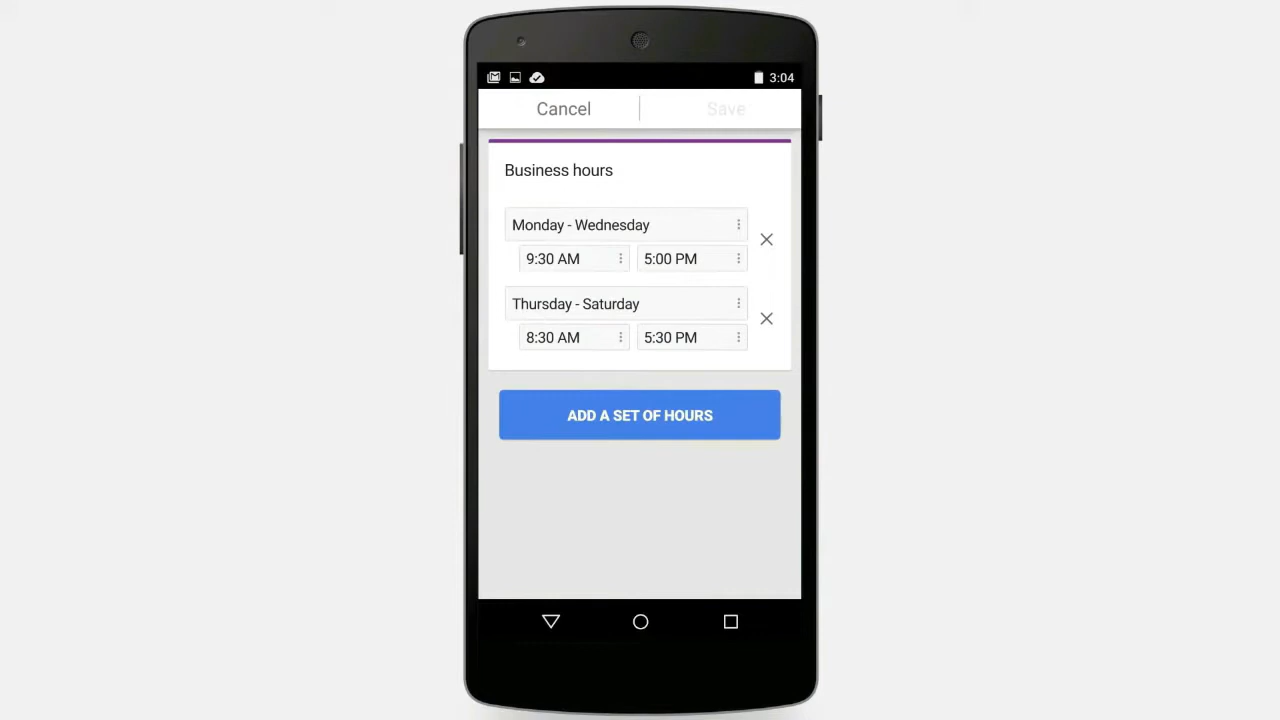 3:04
Cancel Save
Business hours
Monday - Wednesday
9:30 AM 5:00 PM
Thursday - Saturday
8:30 AM 5:30 PM
ADD A SET OF HOURS